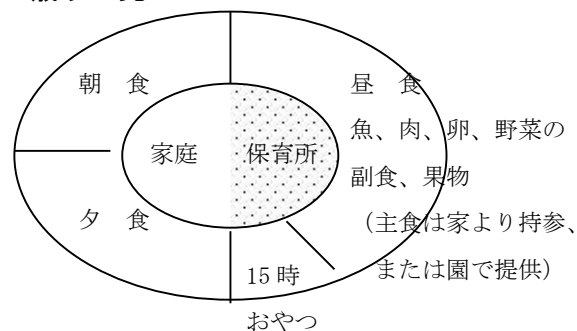 朝　食
昼　食
魚、肉、卵、野菜の
家庭
保育所
副食、果物
夕　食
（主食は家より持参、
または園で提供）
15時
おやつ